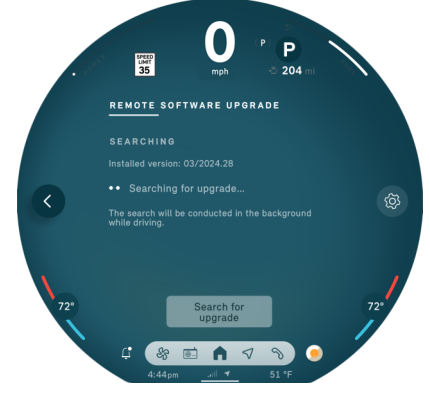 SPEED
LIMIT
35
0
mph
P
P
204 mi
REMOTE SOFTWARE UPGRADE
SEARCHING
Installed version: 03/2024.28
Searching for upgrade...
The search will be conducted in the background
while driving.
72°
72°
Search for
upgrade
4:44pm
51 °F